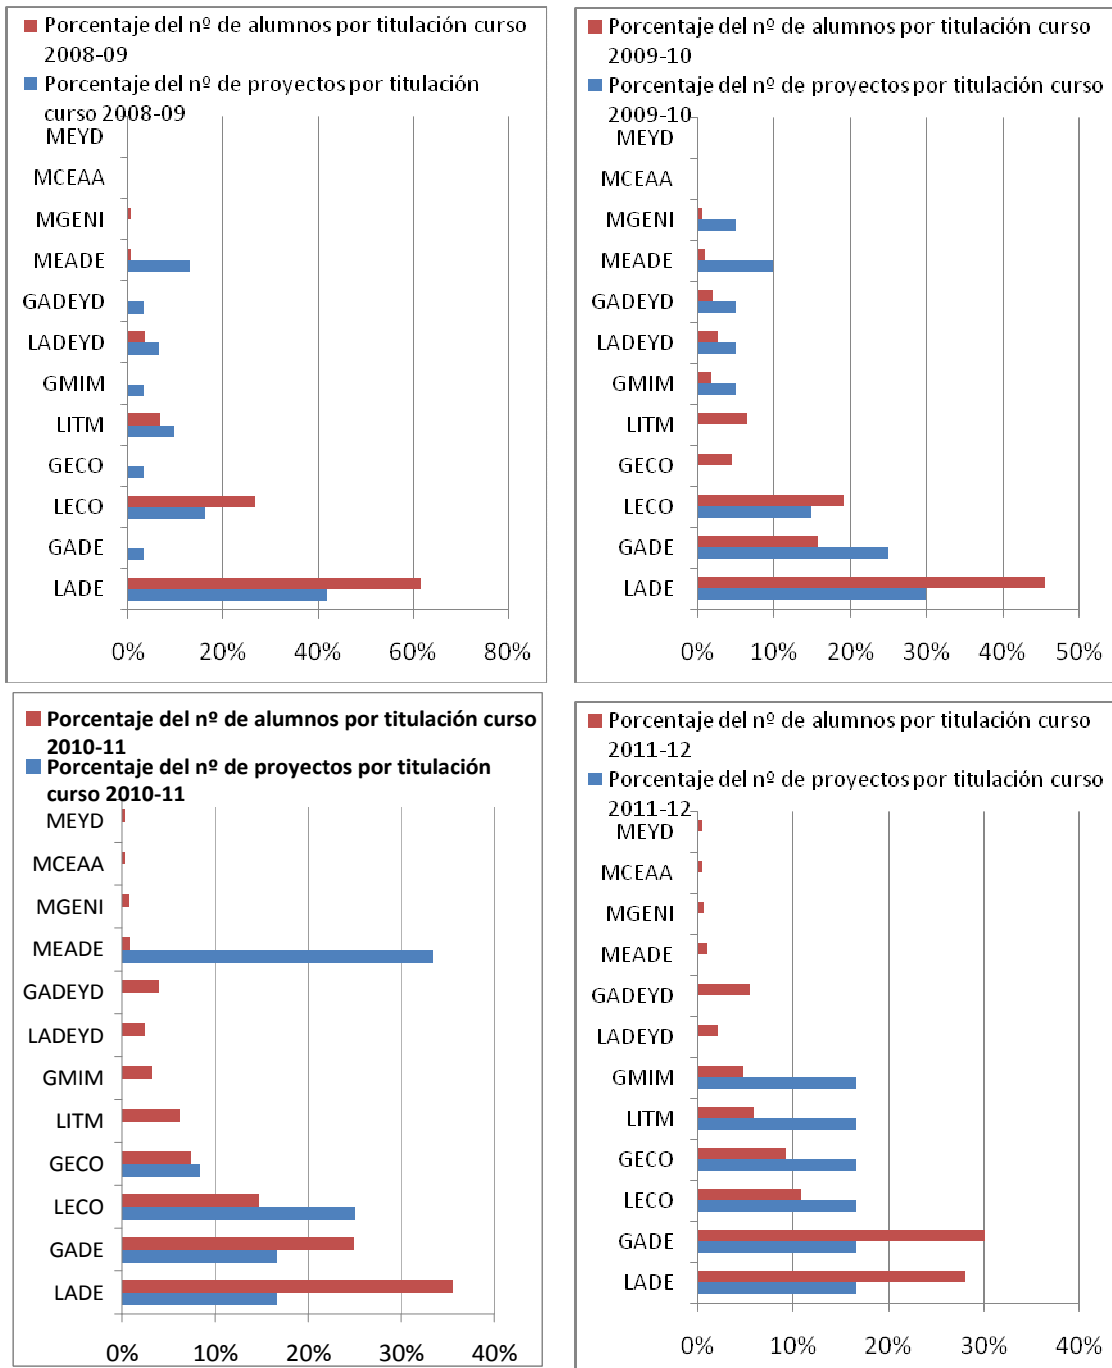 Porcentaje del nº de alumnos por titulación curso
2008-09
Porcentaje del nº de proyectos por titulación
curso 2008-09
MEYD
MCEAA
MGENI
MEADE
GADEYD
LADEYD
GMIM
LITM
GECO
LECO
GADE
LADE
0% 20% 40% 60% 80%
Porcentaje del nº de alumnos por titulación curso
2009-10
Porcentaje del nº de proyectos por titulación curso
2009-10
MEYD
MCEAA
MGENI
MEADE
GADEYD
LADEYD
GMIM
LITM
GECO
LECO
GADE
LADE
0% 10% 20% 30% 40% 50%
Porcentaje del nº de alumnos por titulación curso
2010-11
Porcentaje del nº de proyectos por titulación
curso 2010-11
MEYD
MCEAA
MGENI
MEADE
GADEYD
LADEYD
GMIM
LITM
GECO
LECO
GADE
LADE
0% 10% 20% 30% 40%
Porcentaje del nº de alumnos por titulación curso
2011-12
Porcentaje del nº de proyectos por titulación curso
2011-12
MEYD
MCEAA
MGENI
MEADE
GADEYD
LADEYD
GMIM
LITM
GECO
LECO
GADE
LADE
0% 10% 20% 30% 40%